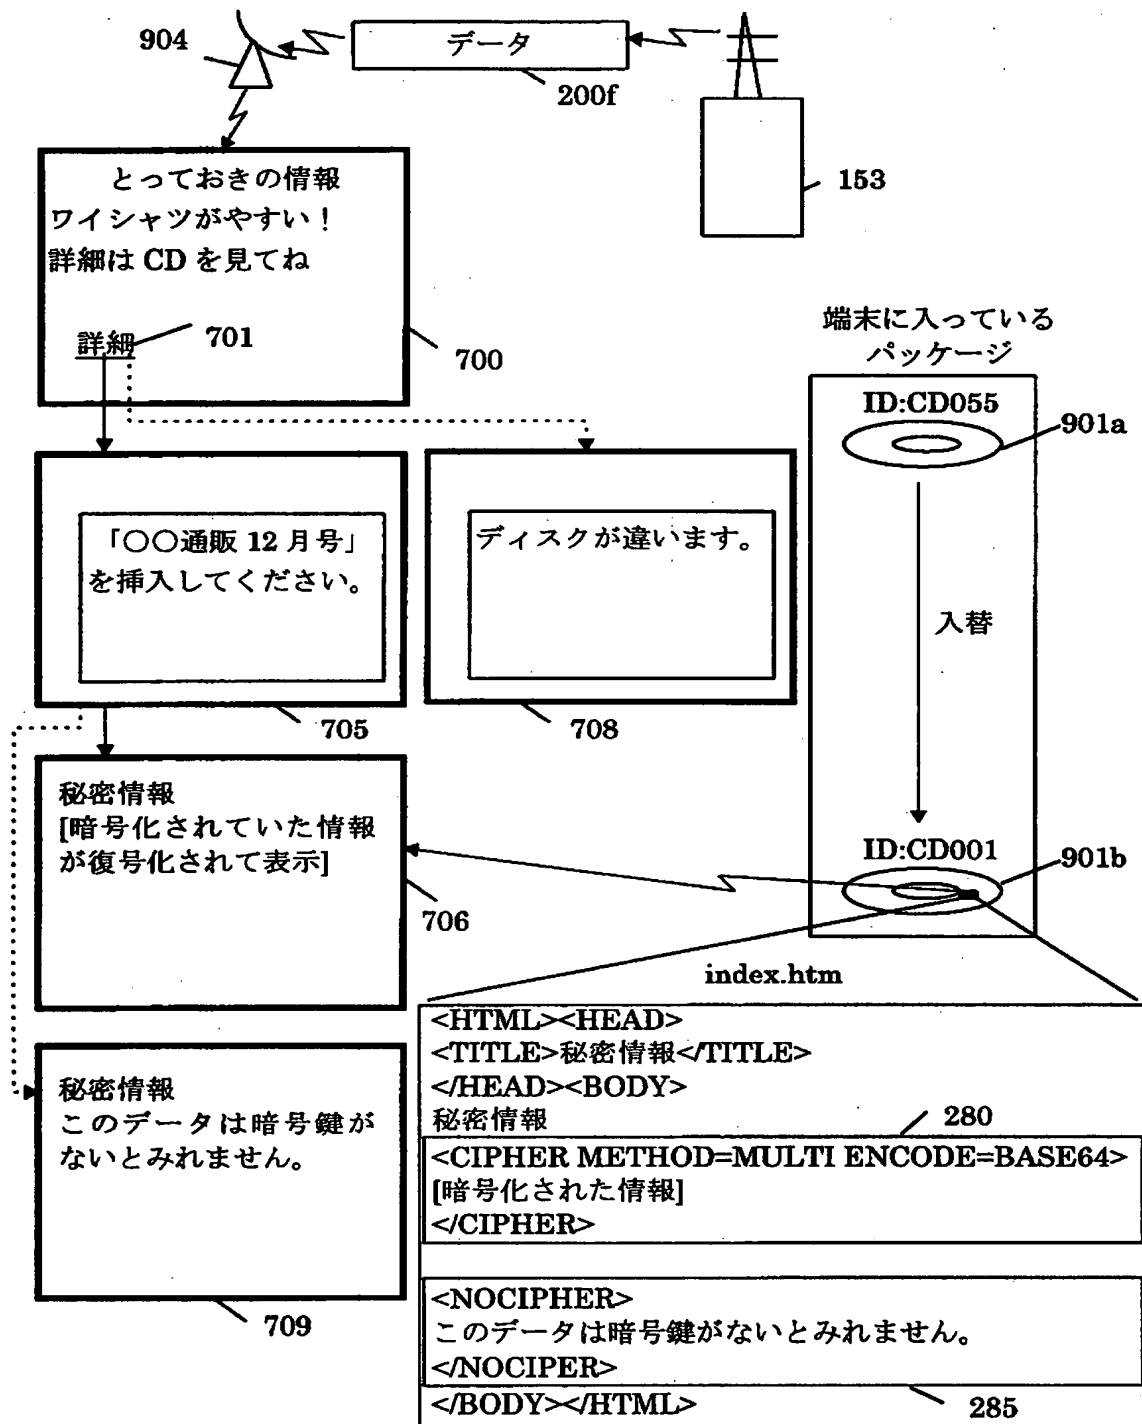 904
データ
200f
153
とっておきの情報
ワイシャツがやすい！
詳細は CD を見てね
詳細
701
700
端末に入っている
パッケージ
ID:CD055
901a
「〇〇通販 12 月号」
を挿入してください。
705
ディスクが違います。
708
入替
秘密情報
[暗号化されていた情報
が復号化されて表示]
706
ID:CD001
901b
index.htm
秘密情報
このデータは暗号鍵が
ないとみれません。
709
<HTML><HEAD>
<TITLE>秘密情報</TITLE>
</HEAD><BODY>
秘密情報
280
<CIPHER METHOD=MULTI ENCODE=BASE64>
[暗号化された情報]
</CIPHER>
<NOCIPHER>
このデータは暗号鍵がないとみれません。
</NOCIPER>
</BODY></HTML>
285